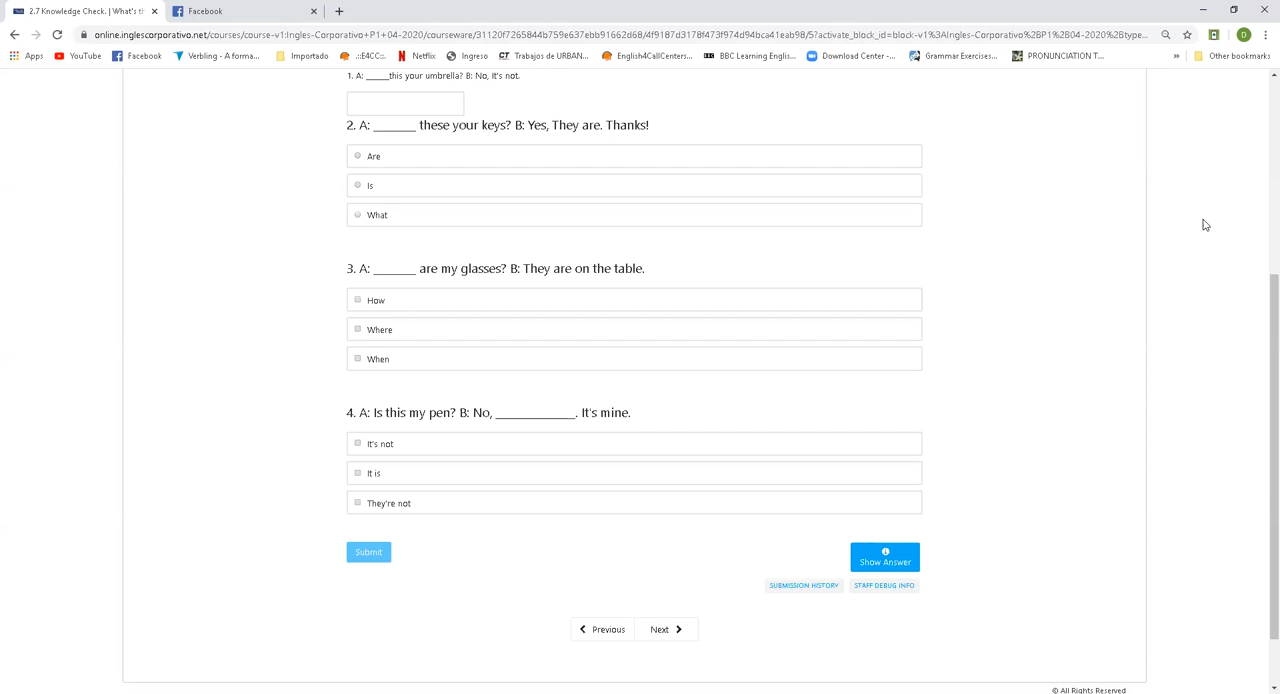 2.7 Knowledge Check. | What's th
Facebook
online.inglescorporativo.net/courses/course-v1:Ingles-Corporativo+P1+04-2020/courseware/31120f7265844b759e637ebb91662d68/4f9187d3178f473f974d94bca41eab98/5?activate_block_id=block-v1%3AIngles-Corporativo%2BP1%2B04-2020%2Btype...
Apps YouTube Facebook Verbling - A forma... Importado .::E4CC::. Netflix Ingreso CT Trabajos de URBAN... English4CallCenters... BBC Learning Englis... Download Center -... Grammar Exercises... PRONUNCIATION T... » Other bookmarks
1. A: _____this your umbrella? B: No, it's not.
2. A: _______ these your keys? B: Yes, They are. Thanks!
Are
Is
What
3. A: _______ are my glasses? B: They are on the table.
How
Where
When
4. A: Is this my pen? B: No, _____________. It's mine.
It's not
It is
They're not
Submit
Show Answer
SUBMISSION HISTORY STAFF DEBUG INFO
Previous Next
© All Rights Reserved